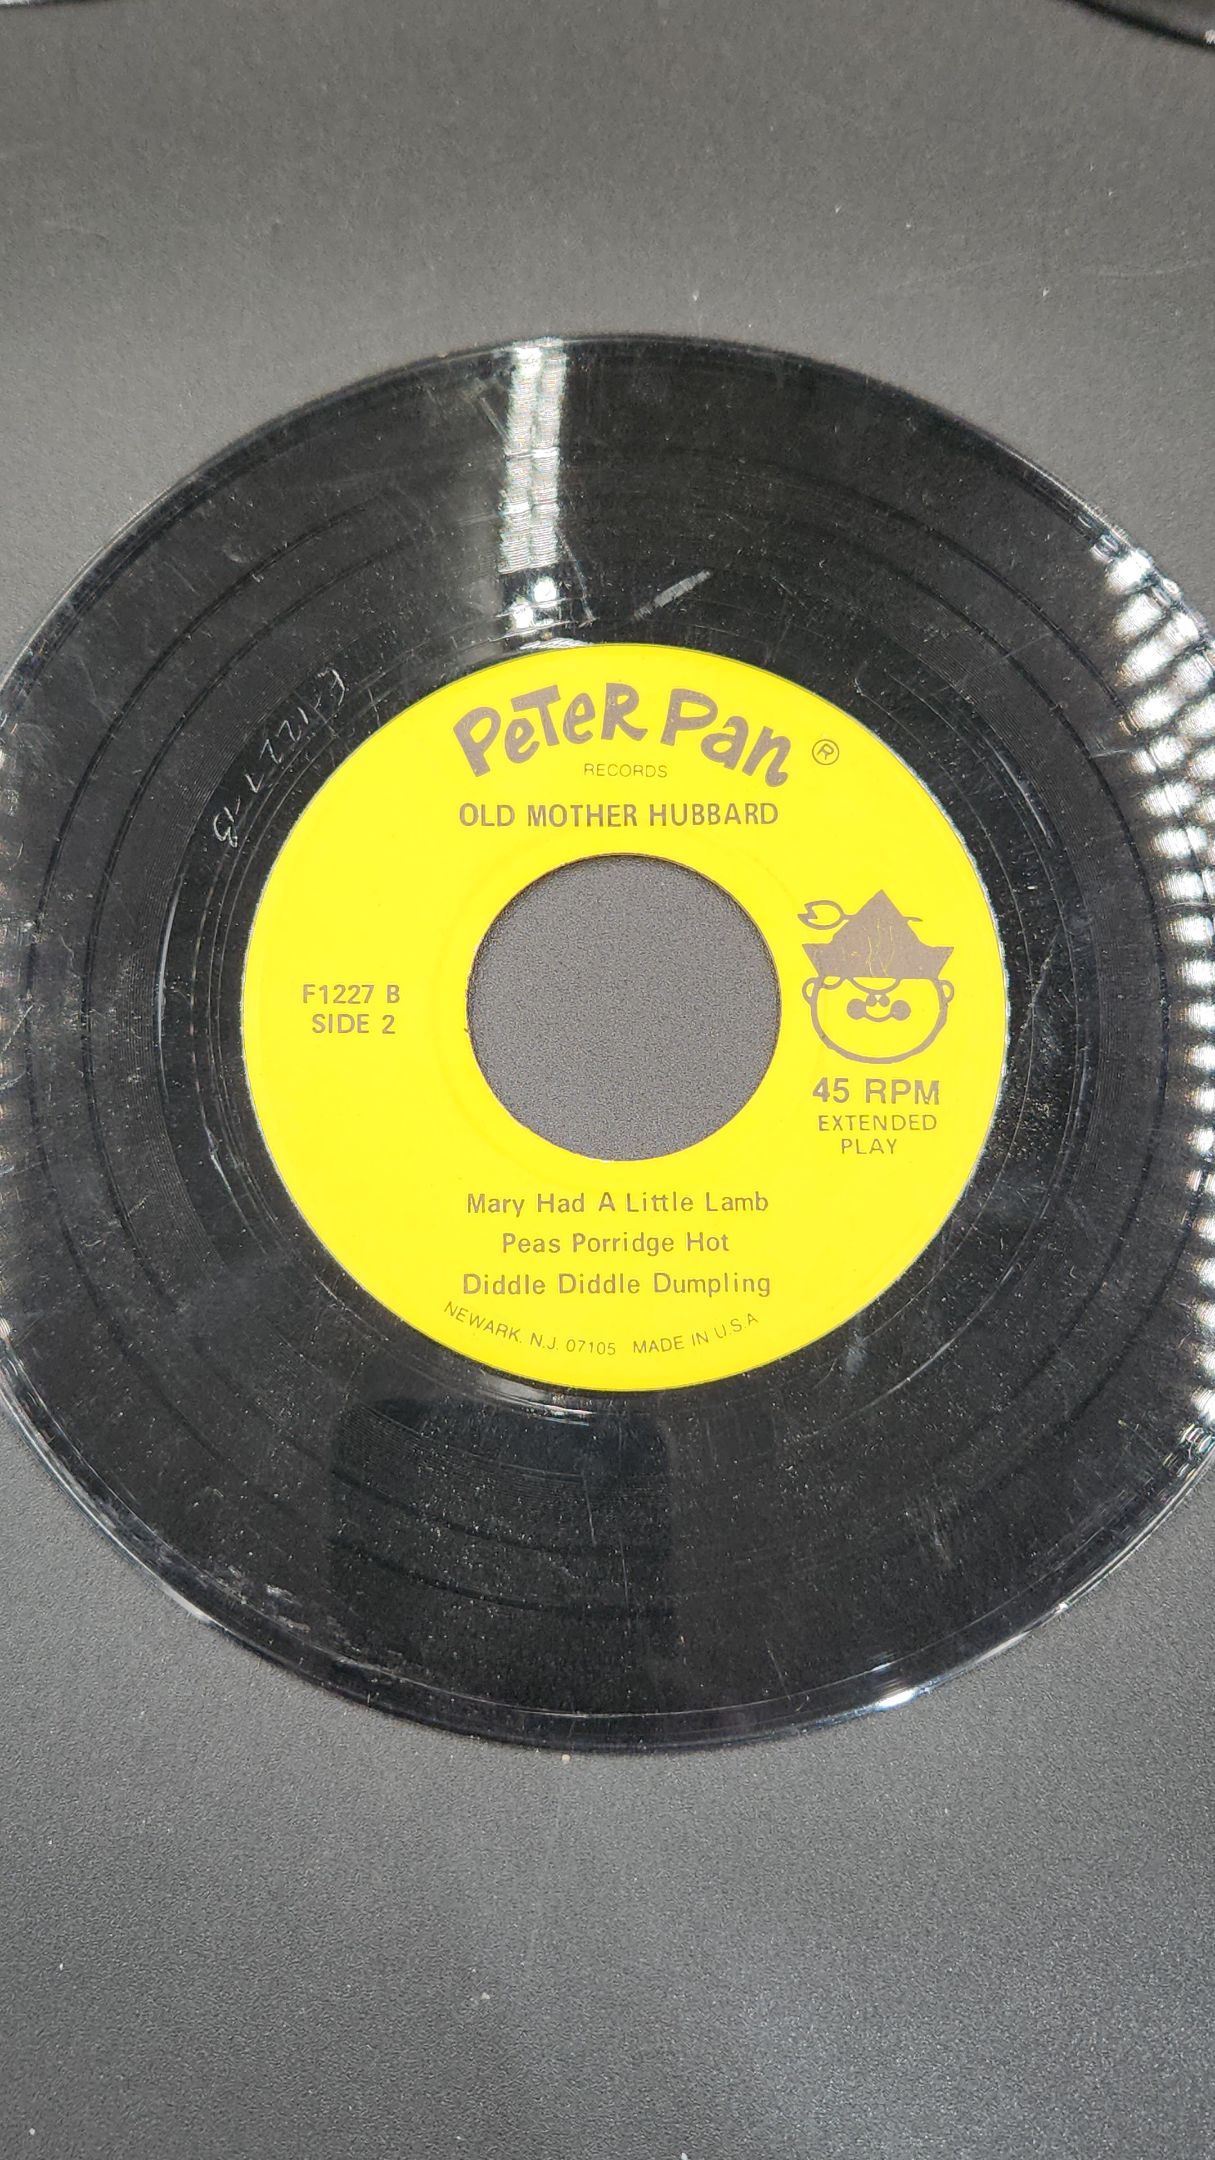 PeTeR Pan ®
RECORDS
OLD MOTHER HUBBARD
F1227 B
SIDE 2
45 RPM
EXTENDED
PLAY
Mary Had A Little Lamb
Peas Porridge Hot
Diddle Diddle Dumpling
NEWARK. N.J. 07105 MADE IN U.S.A